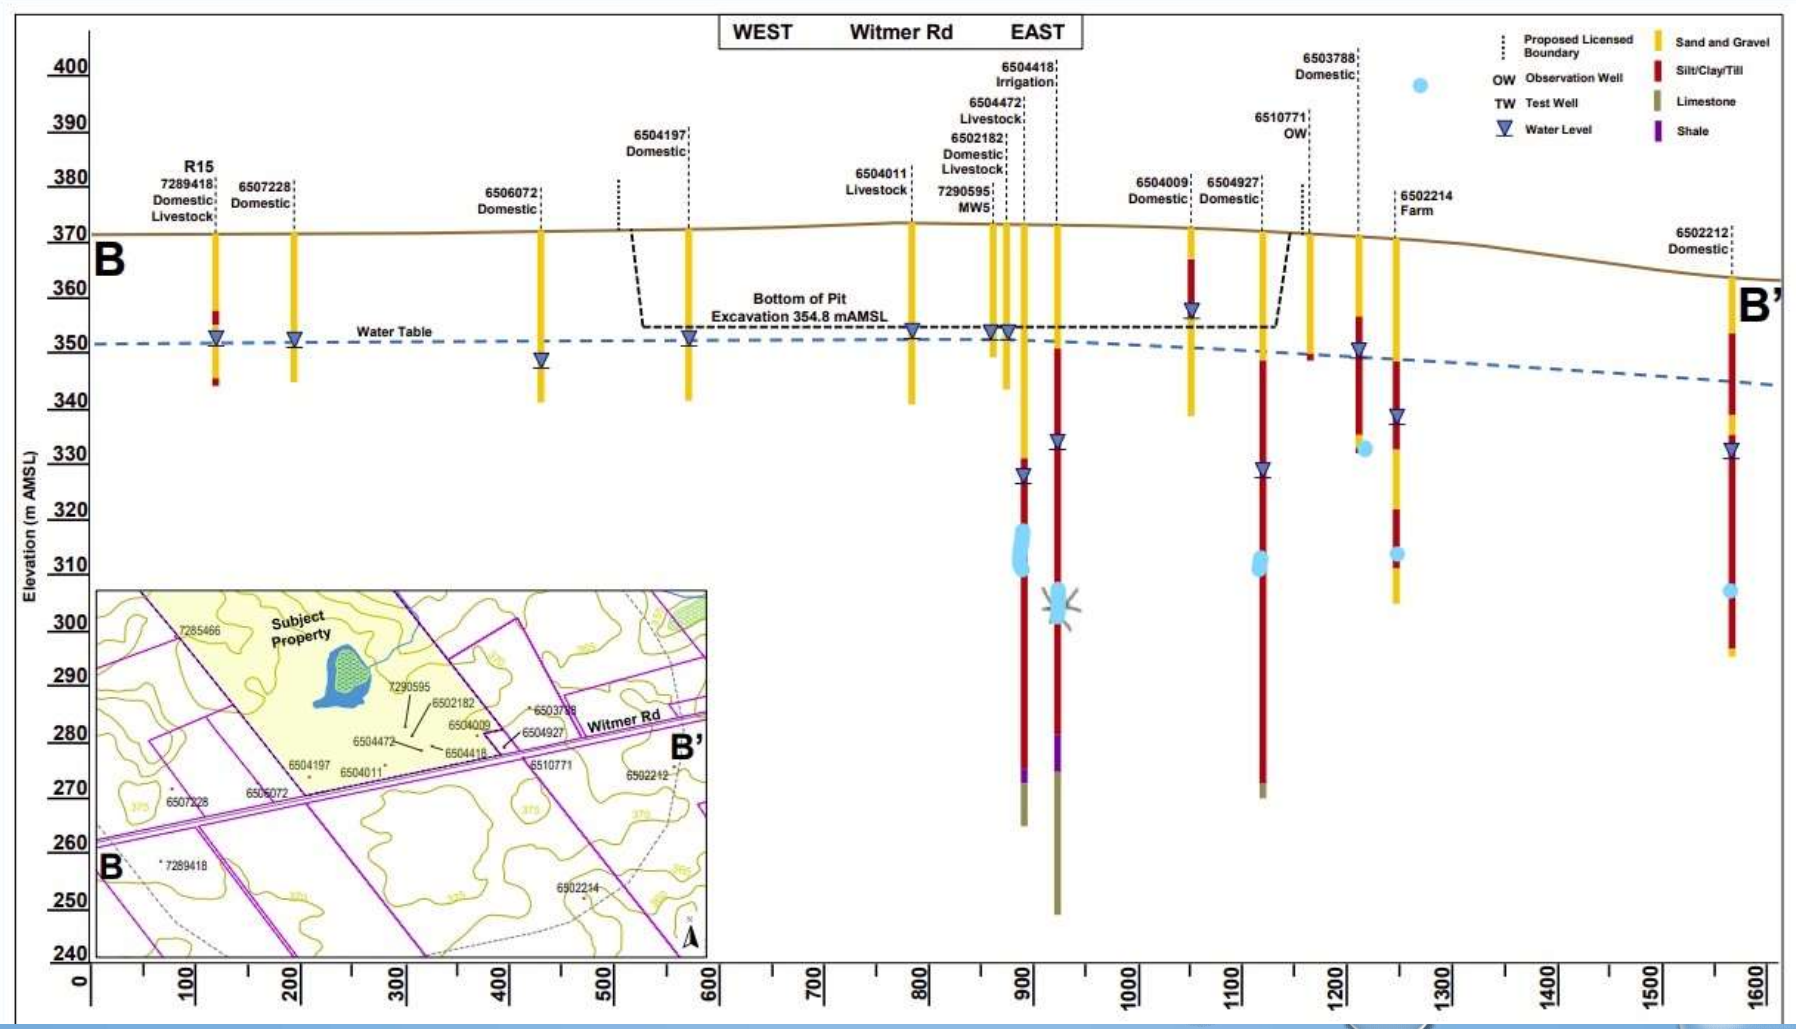 WEST Witmer Rd EAST
Proposed Licensed
Boundary
OW Observation Well
TW Test Well
Water Level
Sand and Gravel
Silt/Clay/Till
Limestone
Shale
Elevation (m AMSL)
400
390
380
370
360
350
340
330
320
310
300
290
280
270
260
250
240
R15
7289418
Domestic
Livestock
6507228
Domestic
6506072
Domestic
6504197
Domestic
6504011
Livestock
6504418
Irrigation
6504472
Livestock
6502182
Domestic
Livestock
7290595
MW5
6504009
Domestic
6504927
Domestic
6510771
OW
6503788
Domestic
6502214
Farm
6502212
Domestic
B
B’
Water Table
Bottom of Pit
Excavation 354.8 mAMSL
Subject
Property
7285466
7290595
6502182
6504009
6503788
6504927
Witmer Rd
6504472
6504418
6510771
B’
6502212
6504197
6504011
6506072
6507228
B
7289418
6502214
375
375
370
N
0
100
200
300
400
500
600
700
800
900
1000
1100
1200
1300
1400
1500
1600